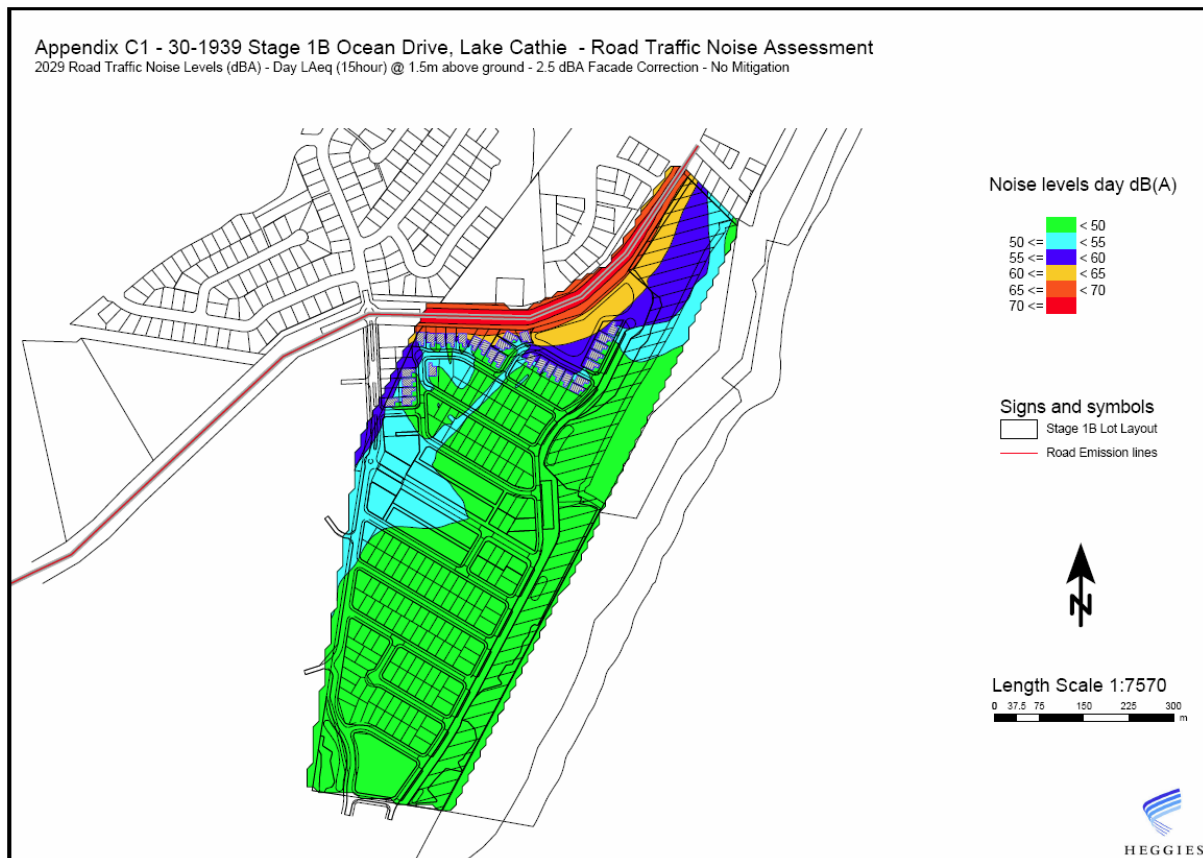 Appendix C1 - 30-1939 Stage 1B Ocean Drive, Lake Cathie - Road Traffic Noise Assessment
2029 Road Traffic Noise Levels (dBA) - Day LAeq (15hour) @ 1.5m above ground - 2.5 dBA Facade Correction - No Mitigation
Noise levels day dB(A)
< 50
50 <= < 55
55 <= < 60
60 <= < 65
65 <= < 70
70 <=
Signs and symbols
Stage 1B Lot Layout
Road Emission lines
N
Length Scale 1:7570
0 37.5 75 150 225 300
m
HEGGIES